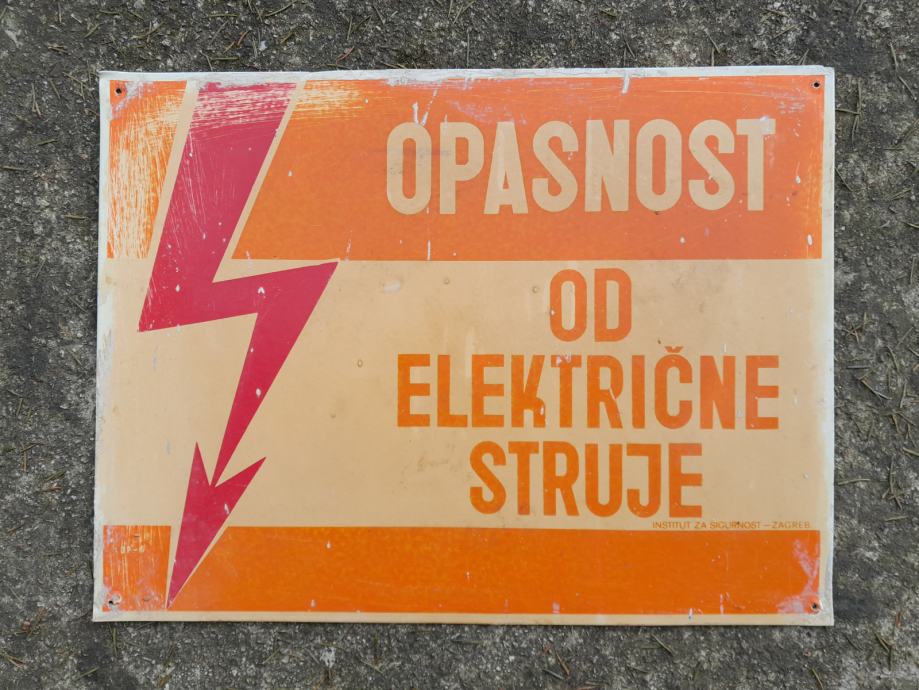 OPASNOST
OD
ELEKTRIČNE
STRUJE
INSTITUT ZA SIGURNOST – ZAGREB